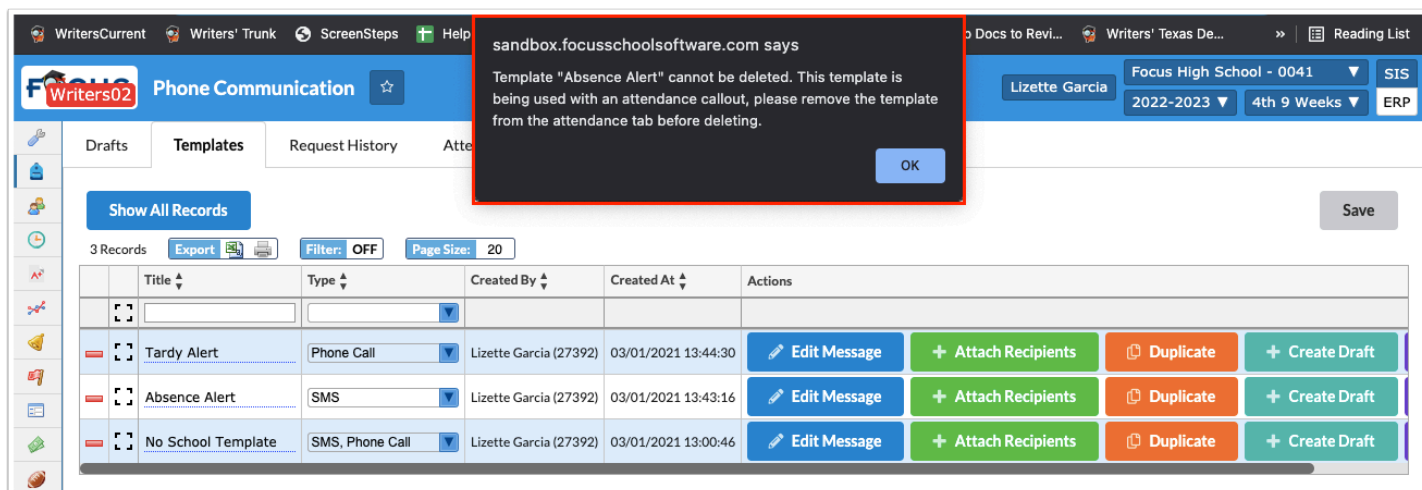 WritersCurrent Writers' Trunk ScreenSteps Help Docs to Revi... Writers' Texas De... » Reading List
sandbox.focusschoolsoftware.com says
Template "Absence Alert" cannot be deleted. This template is
being used with an attendance callout, please remove the template
from the attendance tab before deleting.
OK
FOCUS
Writers02
Phone Communication
Lizette Garcia
Focus High School - 0041
SIS
2022-2023
4th 9 Weeks
ERP
Drafts Templates Request History Atte
Show All Records
Save
3 Records Export Filter: OFF Page Size: 20
Title Type Created By Created At Actions
Tardy Alert Phone Call Lizette Garcia (27392) 03/01/2021 13:44:30 Edit Message + Attach Recipients Duplicate + Create Draft
Absence Alert SMS Lizette Garcia (27392) 03/01/2021 13:43:16 Edit Message + Attach Recipients Duplicate + Create Draft
No School Template SMS, Phone Call Lizette Garcia (27392) 03/01/2021 13:00:46 Edit Message + Attach Recipients Duplicate + Create Draft